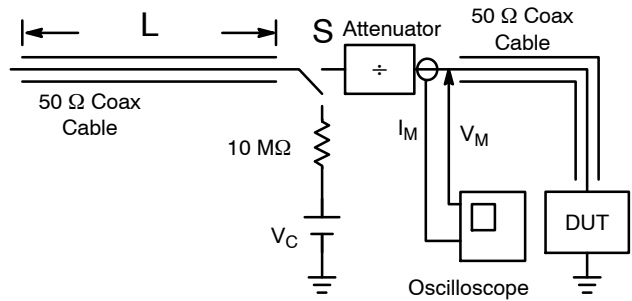 L
S
Attenuator
÷
50 Ω Coax
Cable
50 Ω Coax
Cable
10 MΩ
I_M
V_M
V_C
DUT
Oscilloscope